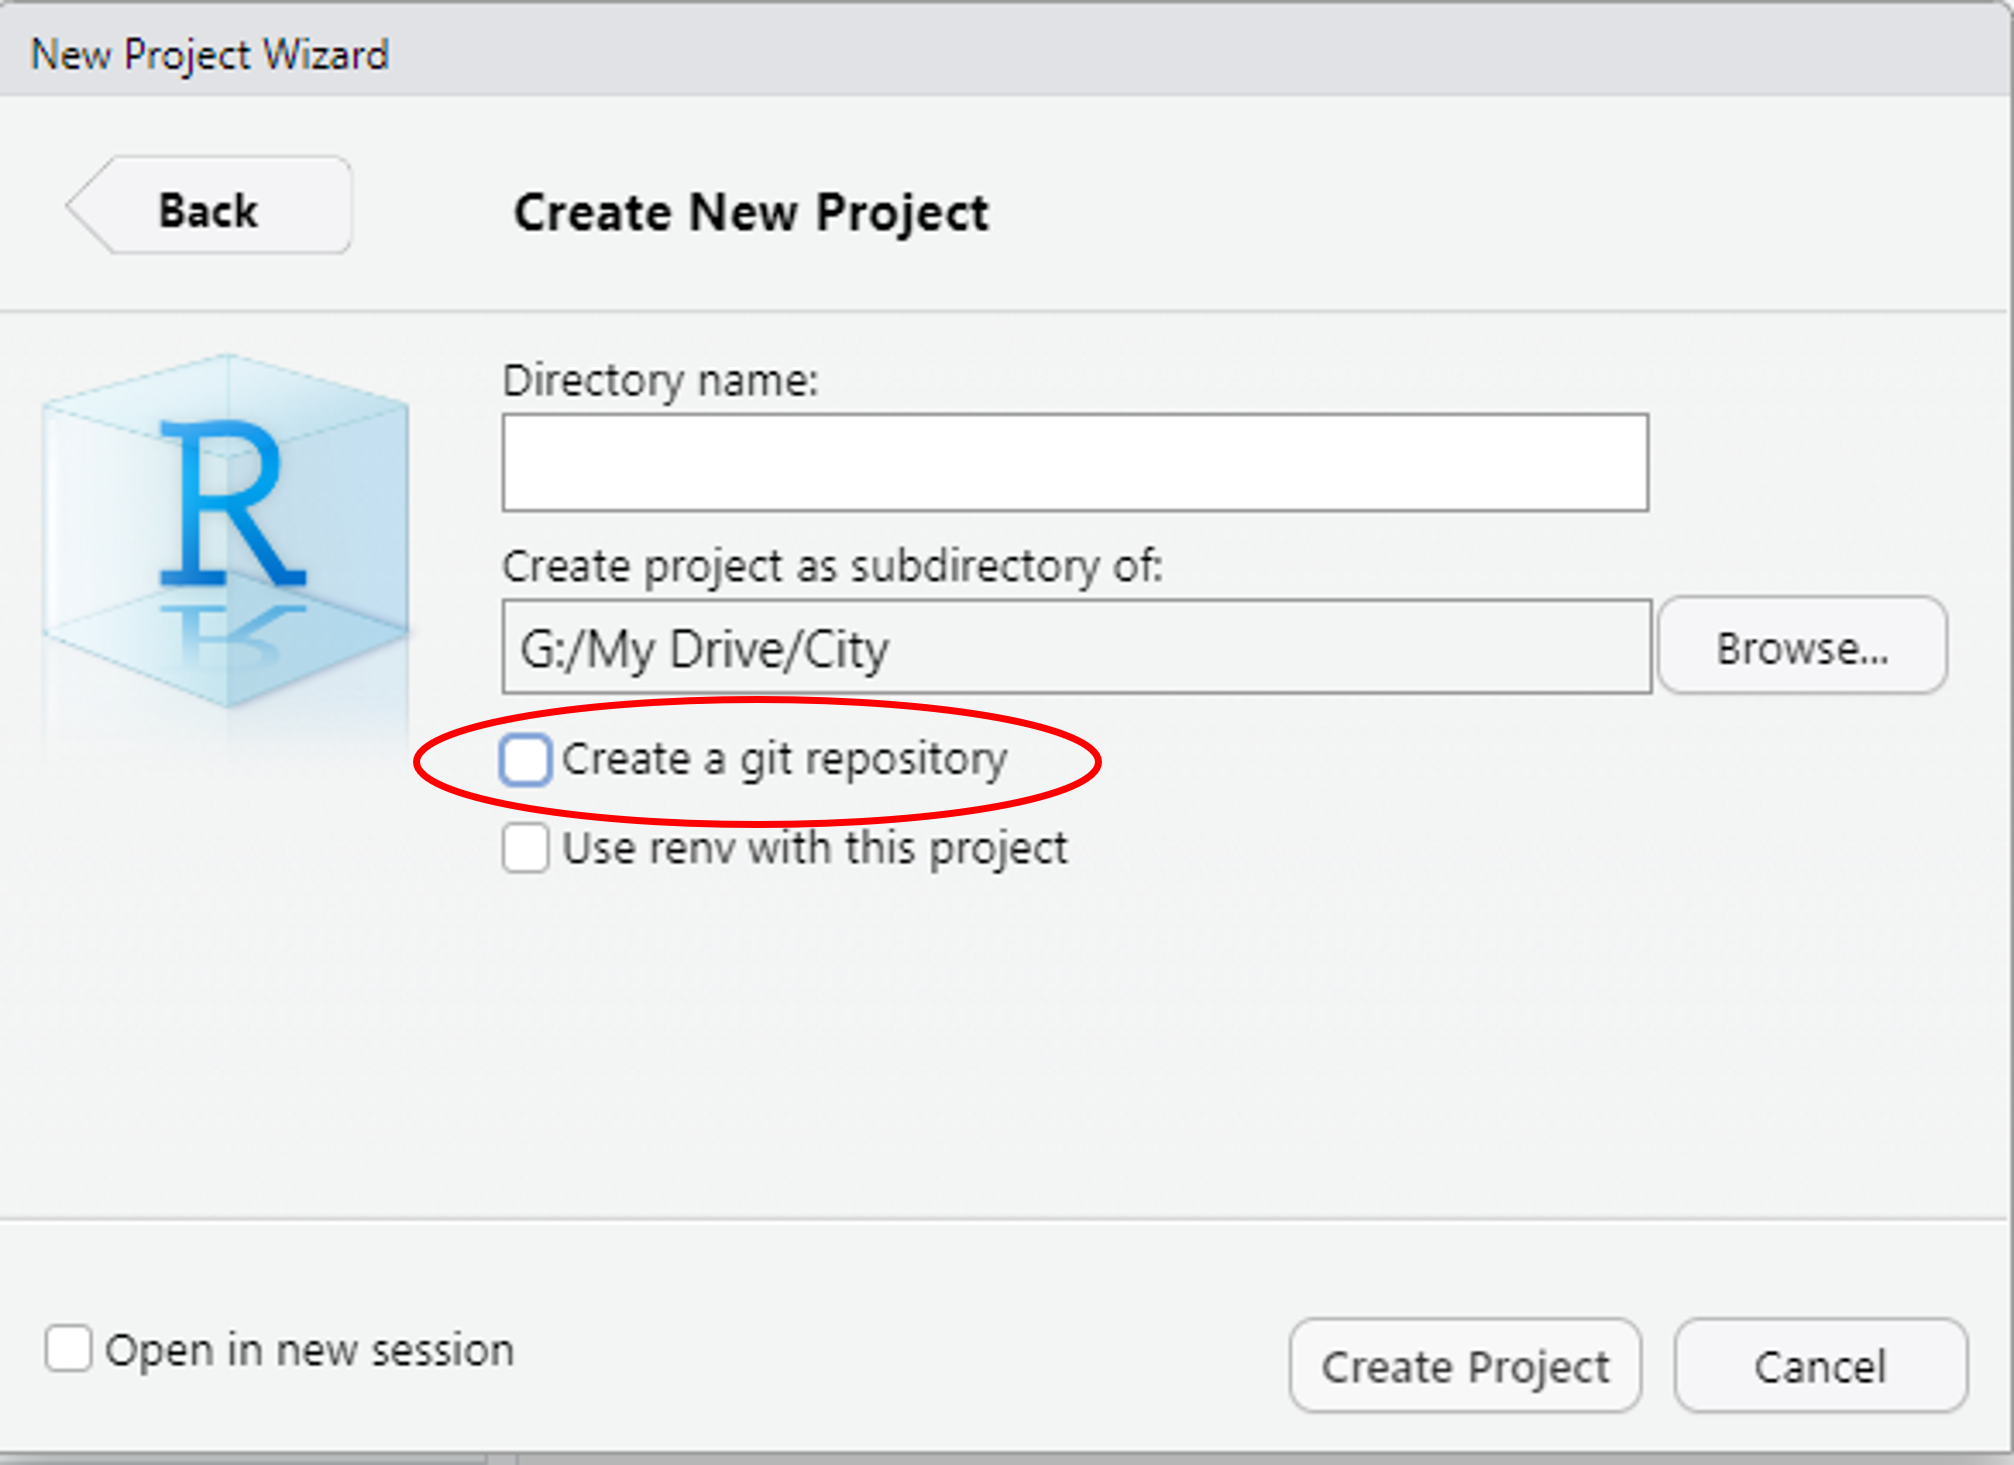 New Project Wizard
Back
Create New Project
R
Directory name:
Create project as subdirectory of:
G:/My Drive/City
Browse...
Create a git repository
Use renv with this project
Open in new session
Create Project
Cancel